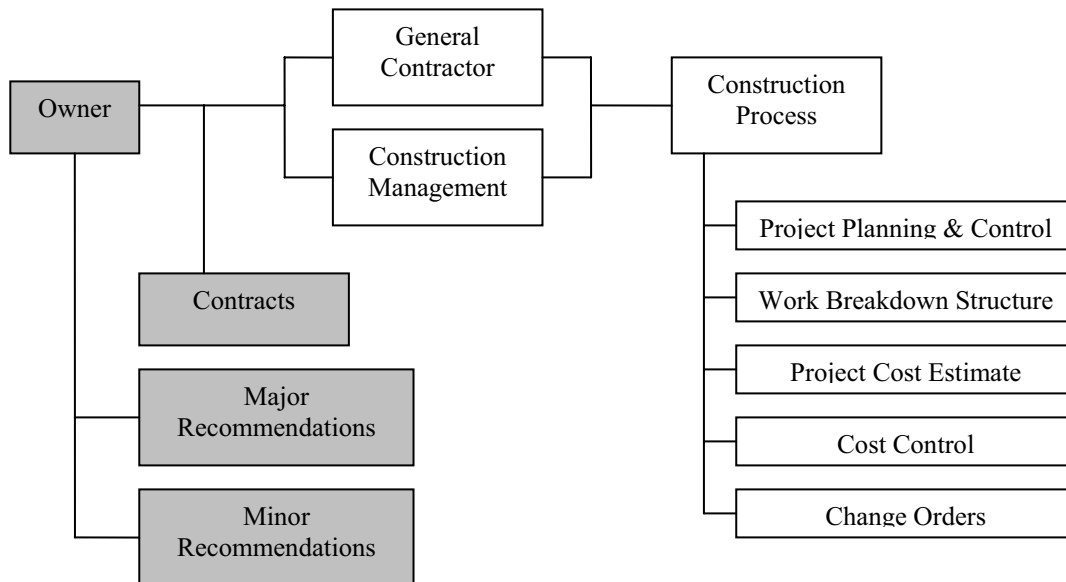 General
Contractor
Owner
Construction
Process
Construction
Management
Project Planning & Control
Contracts
Work Breakdown Structure
Project Cost Estimate
Major
Recommendations
Cost Control
Minor
Recommendations
Change Orders